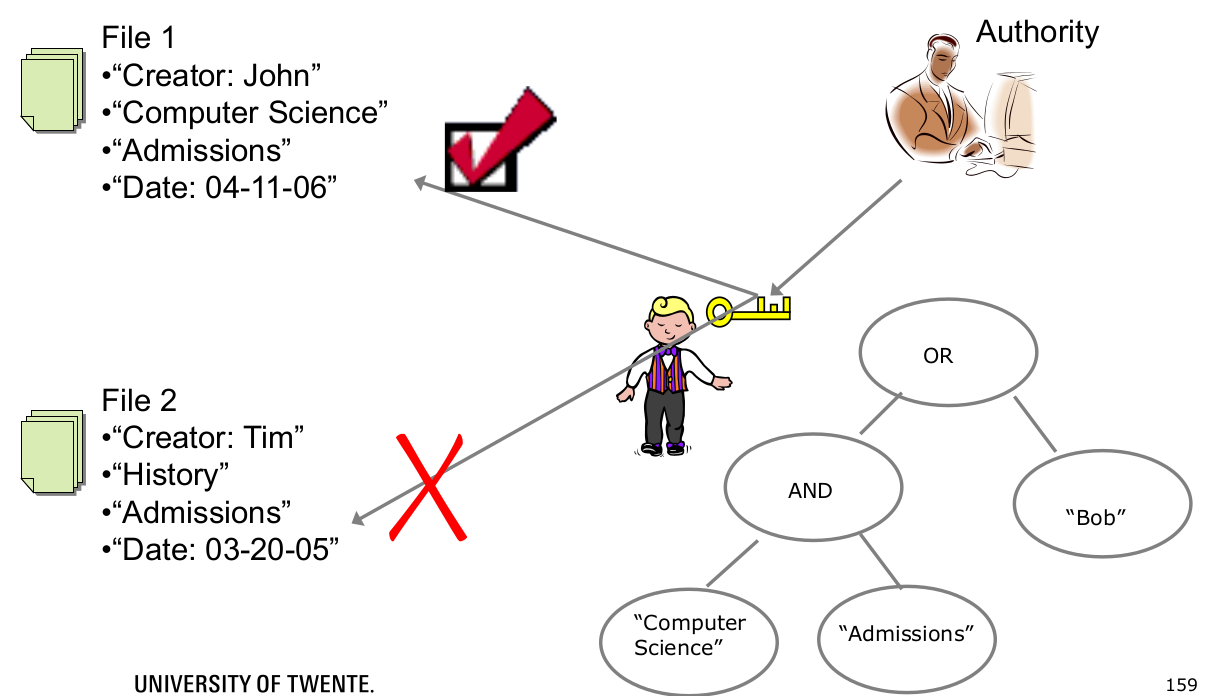 File 1
•“Creator: John”
•“Computer Science”
•“Admissions”
•“Date: 04-11-06”
Authority
File 2
•“Creator: Tim”
•“History”
•“Admissions”
•“Date: 03-20-05”
OR
AND
“Bob”
“Computer
Science”
“Admissions”
UNIVERSITY OF TWENTE.
159